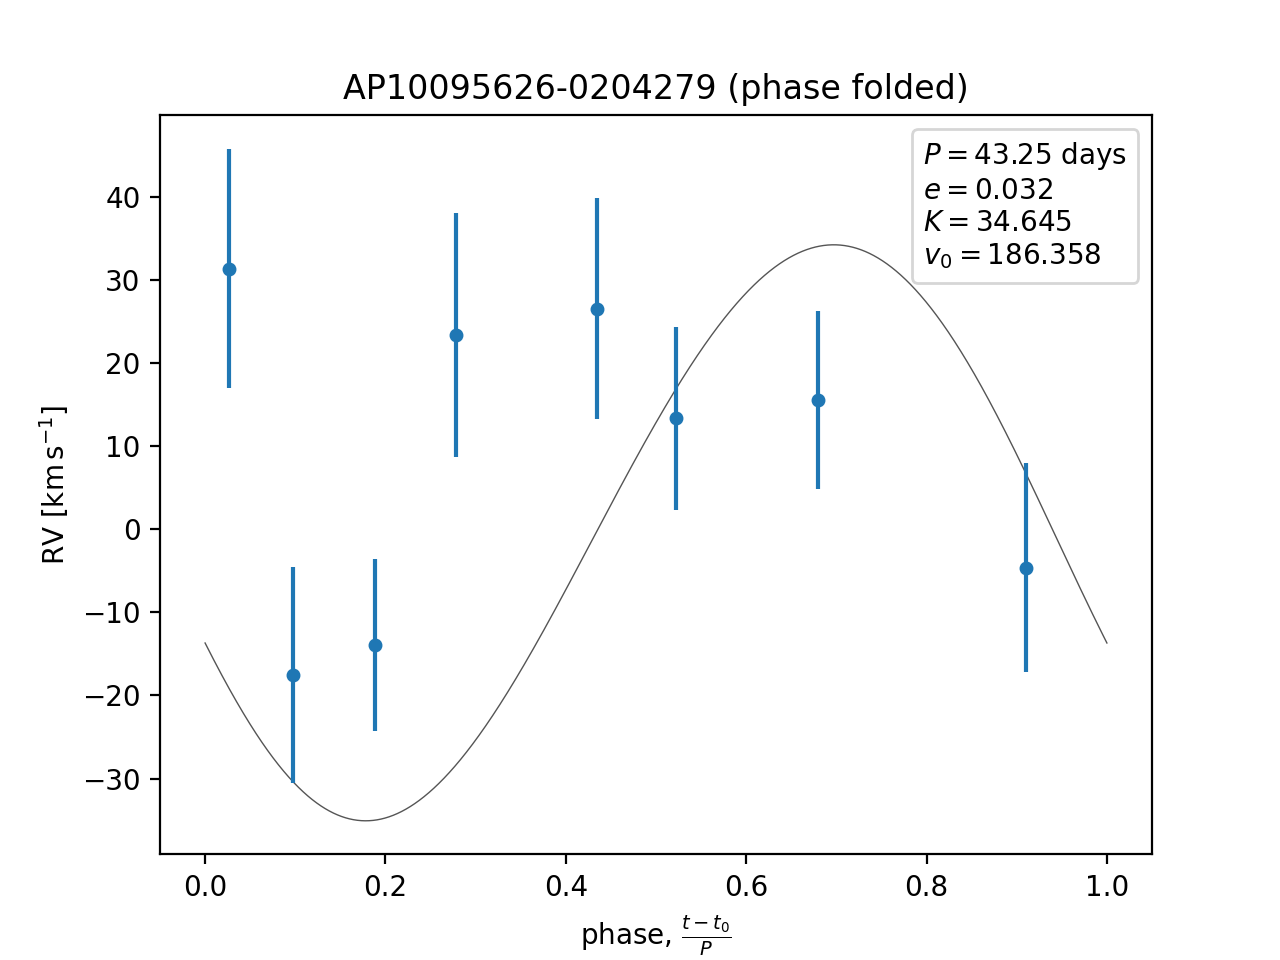 AP10095626-0204279 (phase folded)
P = 43.25 days
e = 0.032
K = 34.645
v₀ = 186.358
40
30
20
10
0
−10
−20
−30
RV [km s⁻¹]
0.0 0.2 0.4 0.6 0.8 1.0
phase, (t − t₀)/P